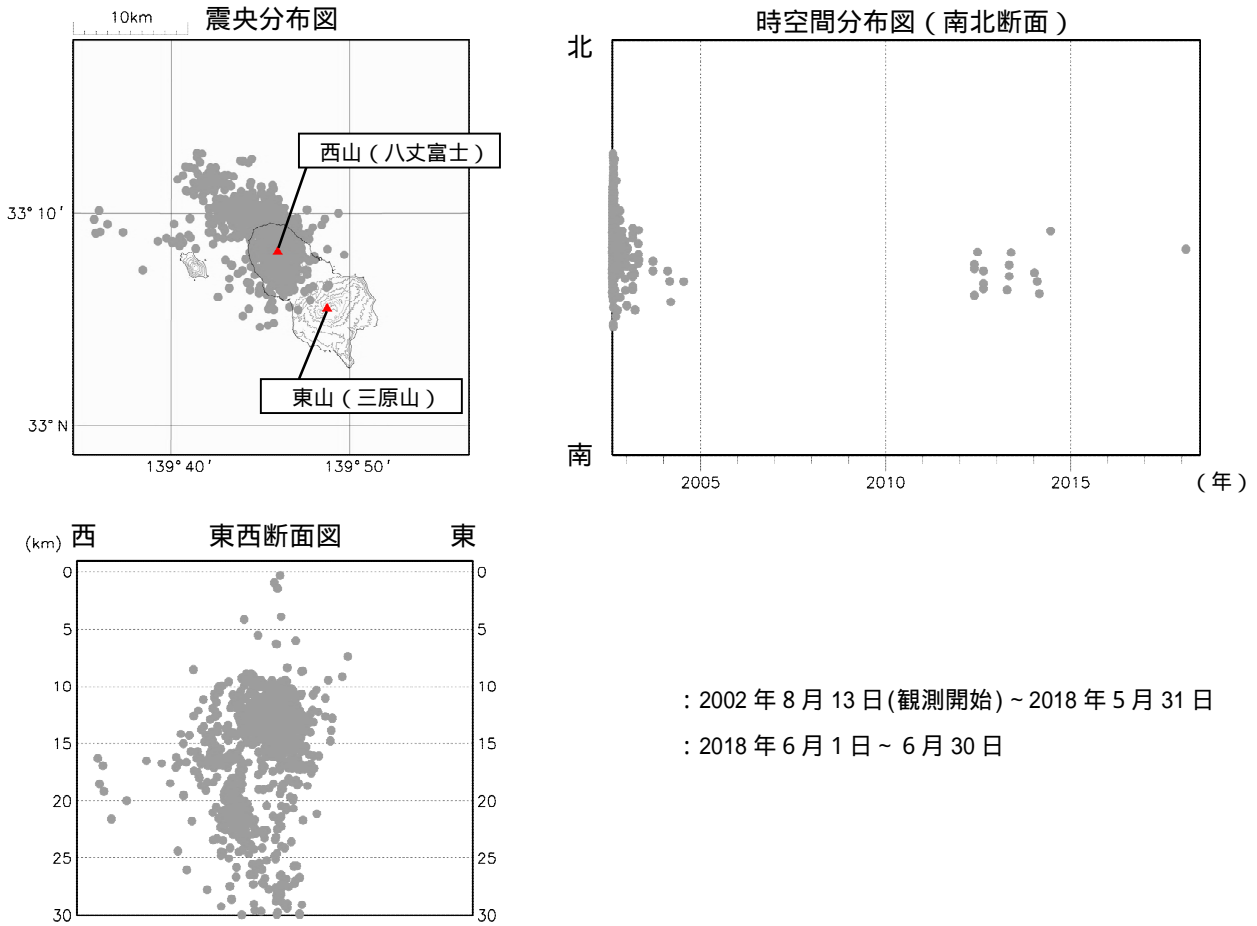 10km
震央分布図
西山（八丈富士）
33° 10′
東山（三原山）
33° N
139° 40′
139° 50′
時空間分布図（南北断面）
北
南
2005
2010
2015
（年）
(km)
西
東西断面図
東
0
0
5
5
10
10
15
15
20
20
25
25
30
30
：2002 年 8 月 13 日(観測開始) ~ 2018 年 5 月 31 日
：2018 年 6 月 1 日 ~ 6 月 30 日